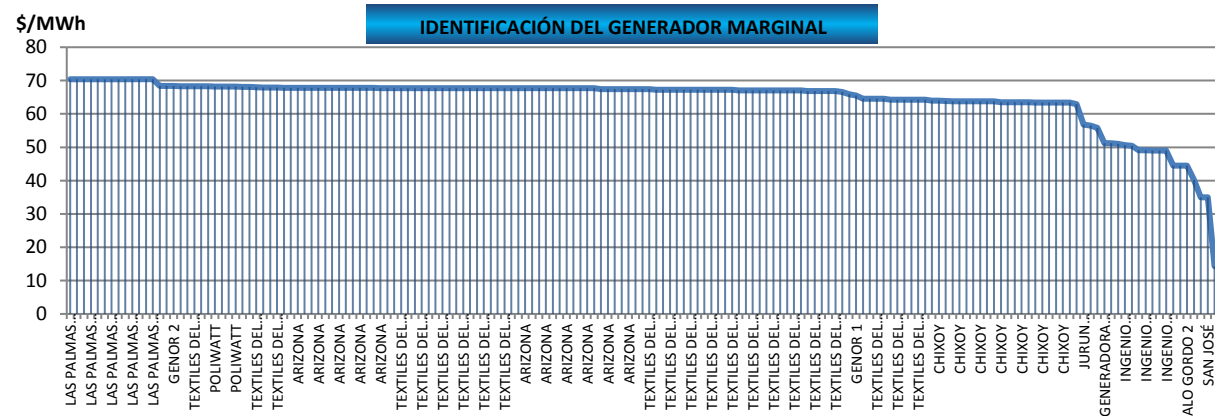 $/MWh
IDENTIFICACIÓN DEL GENERADOR MARGINAL
80
70
60
50
40
30
20
10
0
LAS PALMAS…
LAS PALMAS…
LAS PALMAS…
LAS PALMAS…
LAS PALMAS…
GENOR 2
TEXTILES DEL…
POLIWATT
POLIWATT
TEXTILES DEL…
TEXTILES DEL…
ARIZONA
ARIZONA
ARIZONA
ARIZONA
ARIZONA
TEXTILES DEL…
TEXTILES DEL…
TEXTILES DEL…
TEXTILES DEL…
TEXTILES DEL…
TEXTILES DEL…
ARIZONA
ARIZONA
ARIZONA
ARIZONA
ARIZONA
ARIZONA
TEXTILES DEL…
TEXTILES DEL…
TEXTILES DEL…
TEXTILES DEL…
TEXTILES DEL…
TEXTILES DEL…
TEXTILES DEL…
TEXTILES DEL…
TEXTILES DEL…
TEXTILES DEL…
GENOR 1
TEXTILES DEL…
TEXTILES DEL…
TEXTILES DEL…
CHIXOY
CHIXOY
CHIXOY
CHIXOY
CHIXOY
CHIXOY
CHIXOY
JURUN…
GENERADORA…
INGENIO…
INGENIO…
INGENIO…
ALO GORDO 2
SAN JOSÉ